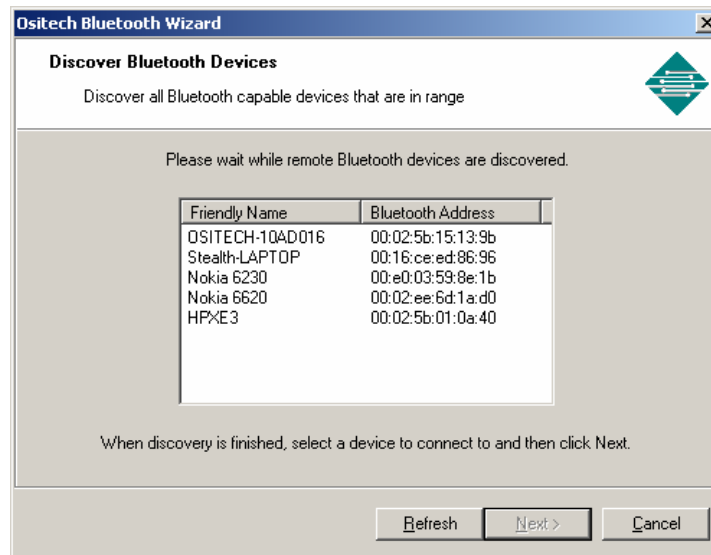 Ositech Bluetooth Wizard
Discover Bluetooth Devices
Discover all Bluetooth capable devices that are in range
Please wait while remote Bluetooth devices are discovered.
Friendly Name Bluetooth Address
OSITECH-10AD016 00:02:5b:15:13:9b
Stealth-LAPTOP 00:16:ce:ed:86:96
Nokia 6230 00:e0:03:59:8e:1b
Nokia 6620 00:02:ee:6d:1a:d0
HPXE3 00:02:5b:01:0a:40
When discovery is finished, select a device to connect to and then click Next.
Refresh Next > Cancel